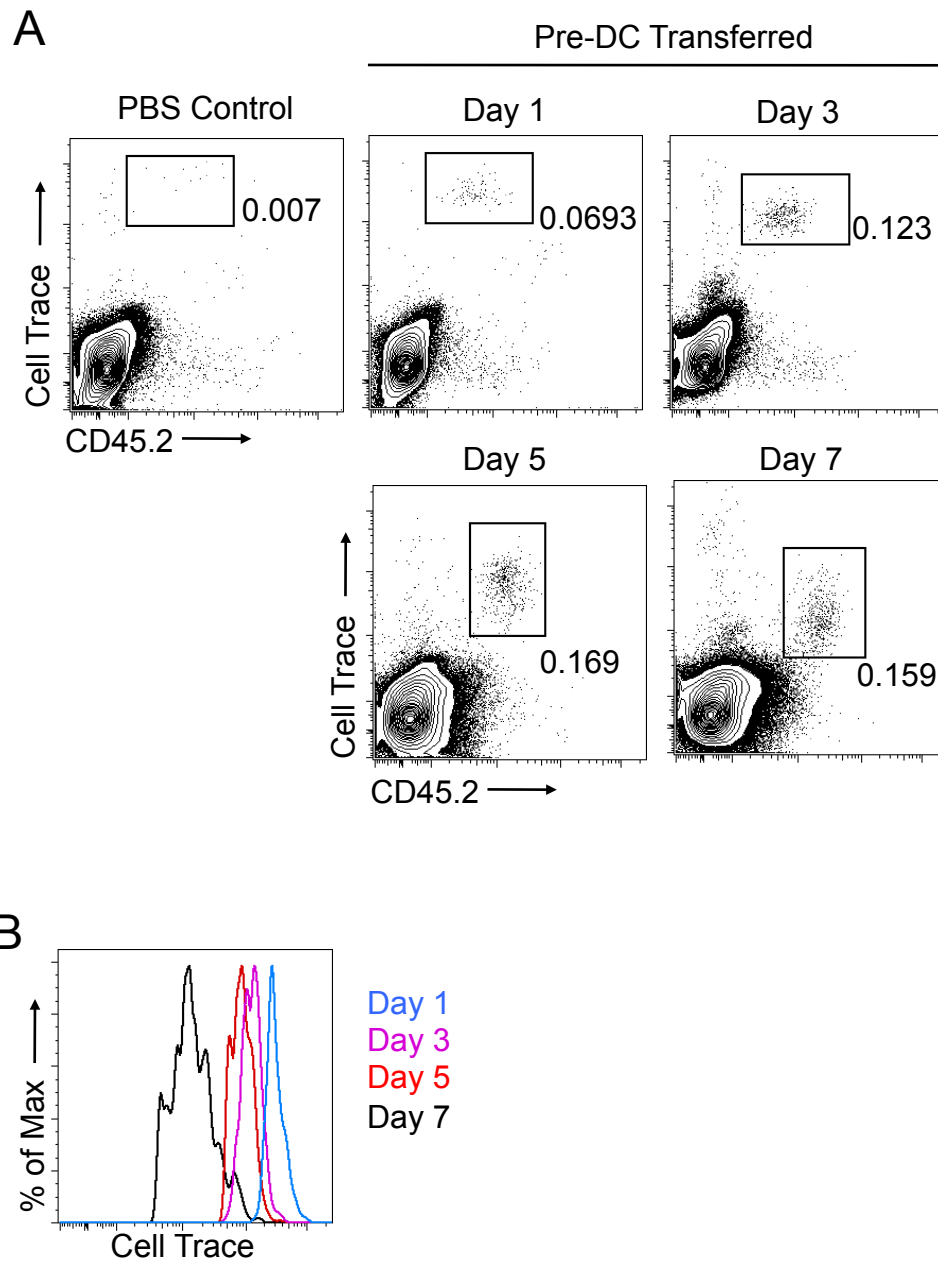 A
Pre-DC Transferred
PBS Control
Day 1
Day 3
0.007
0.0693
0.123
Cell Trace
CD45.2
Day 5
Day 7
0.169
0.159
Cell Trace
CD45.2
B
Day 1
Day 3
Day 5
Day 7
% of Max
Cell Trace